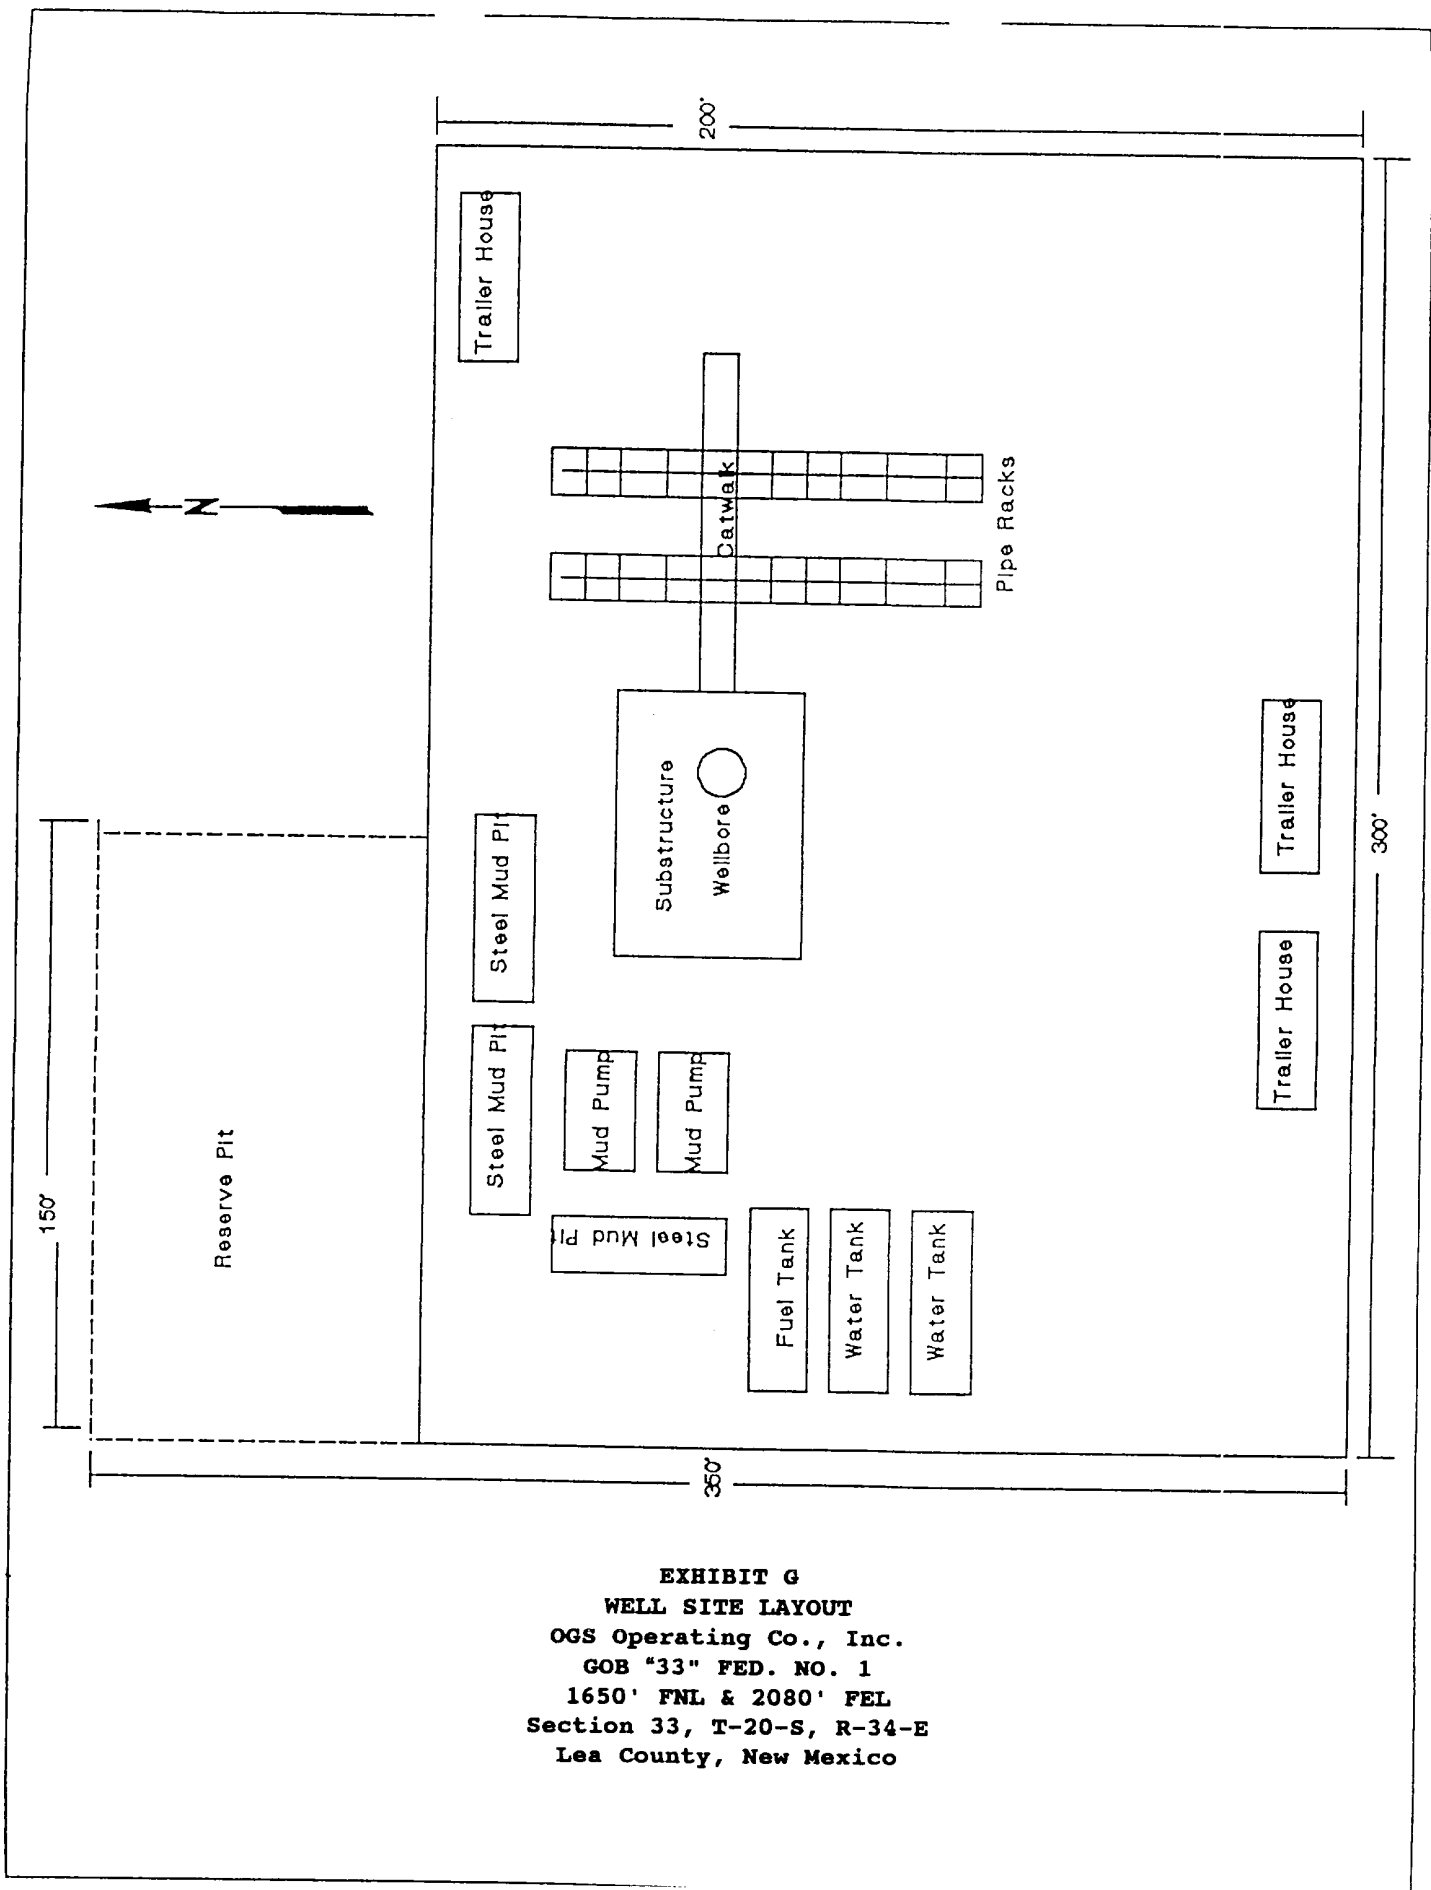 200'
Trailer House
N
Catwalk
Pipe Racks
150'
Reserve Pit
Steel Mud Pit
Steel Mud Pit
Substructure
Wellbore
Mud Pump
Mud Pump
Steel Mud Pit
Fuel Tank
Water Tank
Water Tank
Trailer House
Trailer House
300'
350'
EXHIBIT G
WELL SITE LAYOUT
OGS Operating Co., Inc.
GOB "33" FED. NO. 1
1650' FNL & 2080' FEL
Section 33, T-20-S, R-34-E
Lea County, New Mexico